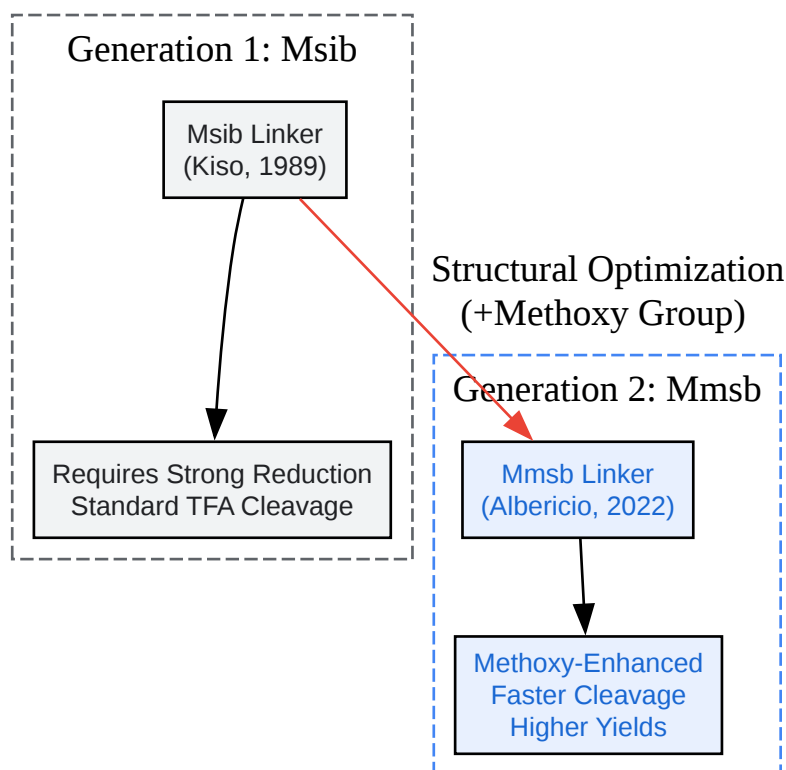 Generation 1: Msib
Msib Linker
(Kiso, 1989)
Requires Strong Reduction
Standard TFA Cleavage
Structural Optimization
(+Methoxy Group)
Generation 2: Mmsb
Mmsb Linker
(Albericio, 2022)
Methoxy-Enhanced
Faster Cleavage
Higher Yields